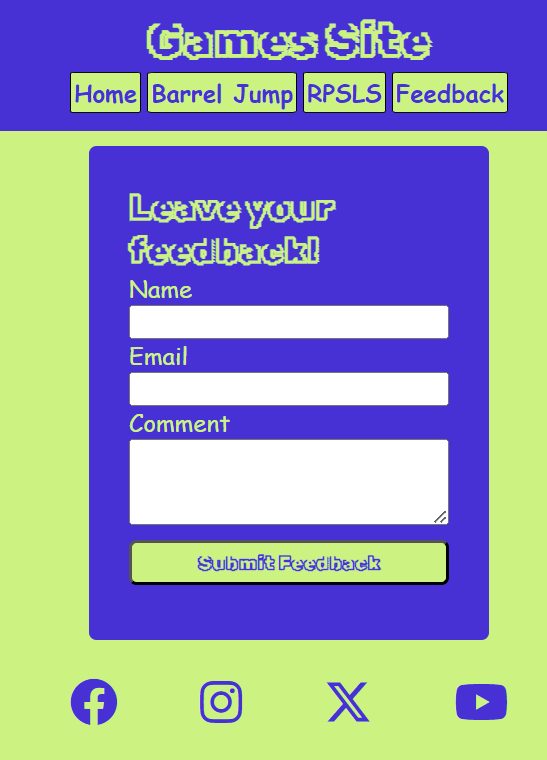 Games Site
Home Barrel Jump RPSLS Feedback
Leave your
feedback!
Name
Email
Comment
Submit Feedback